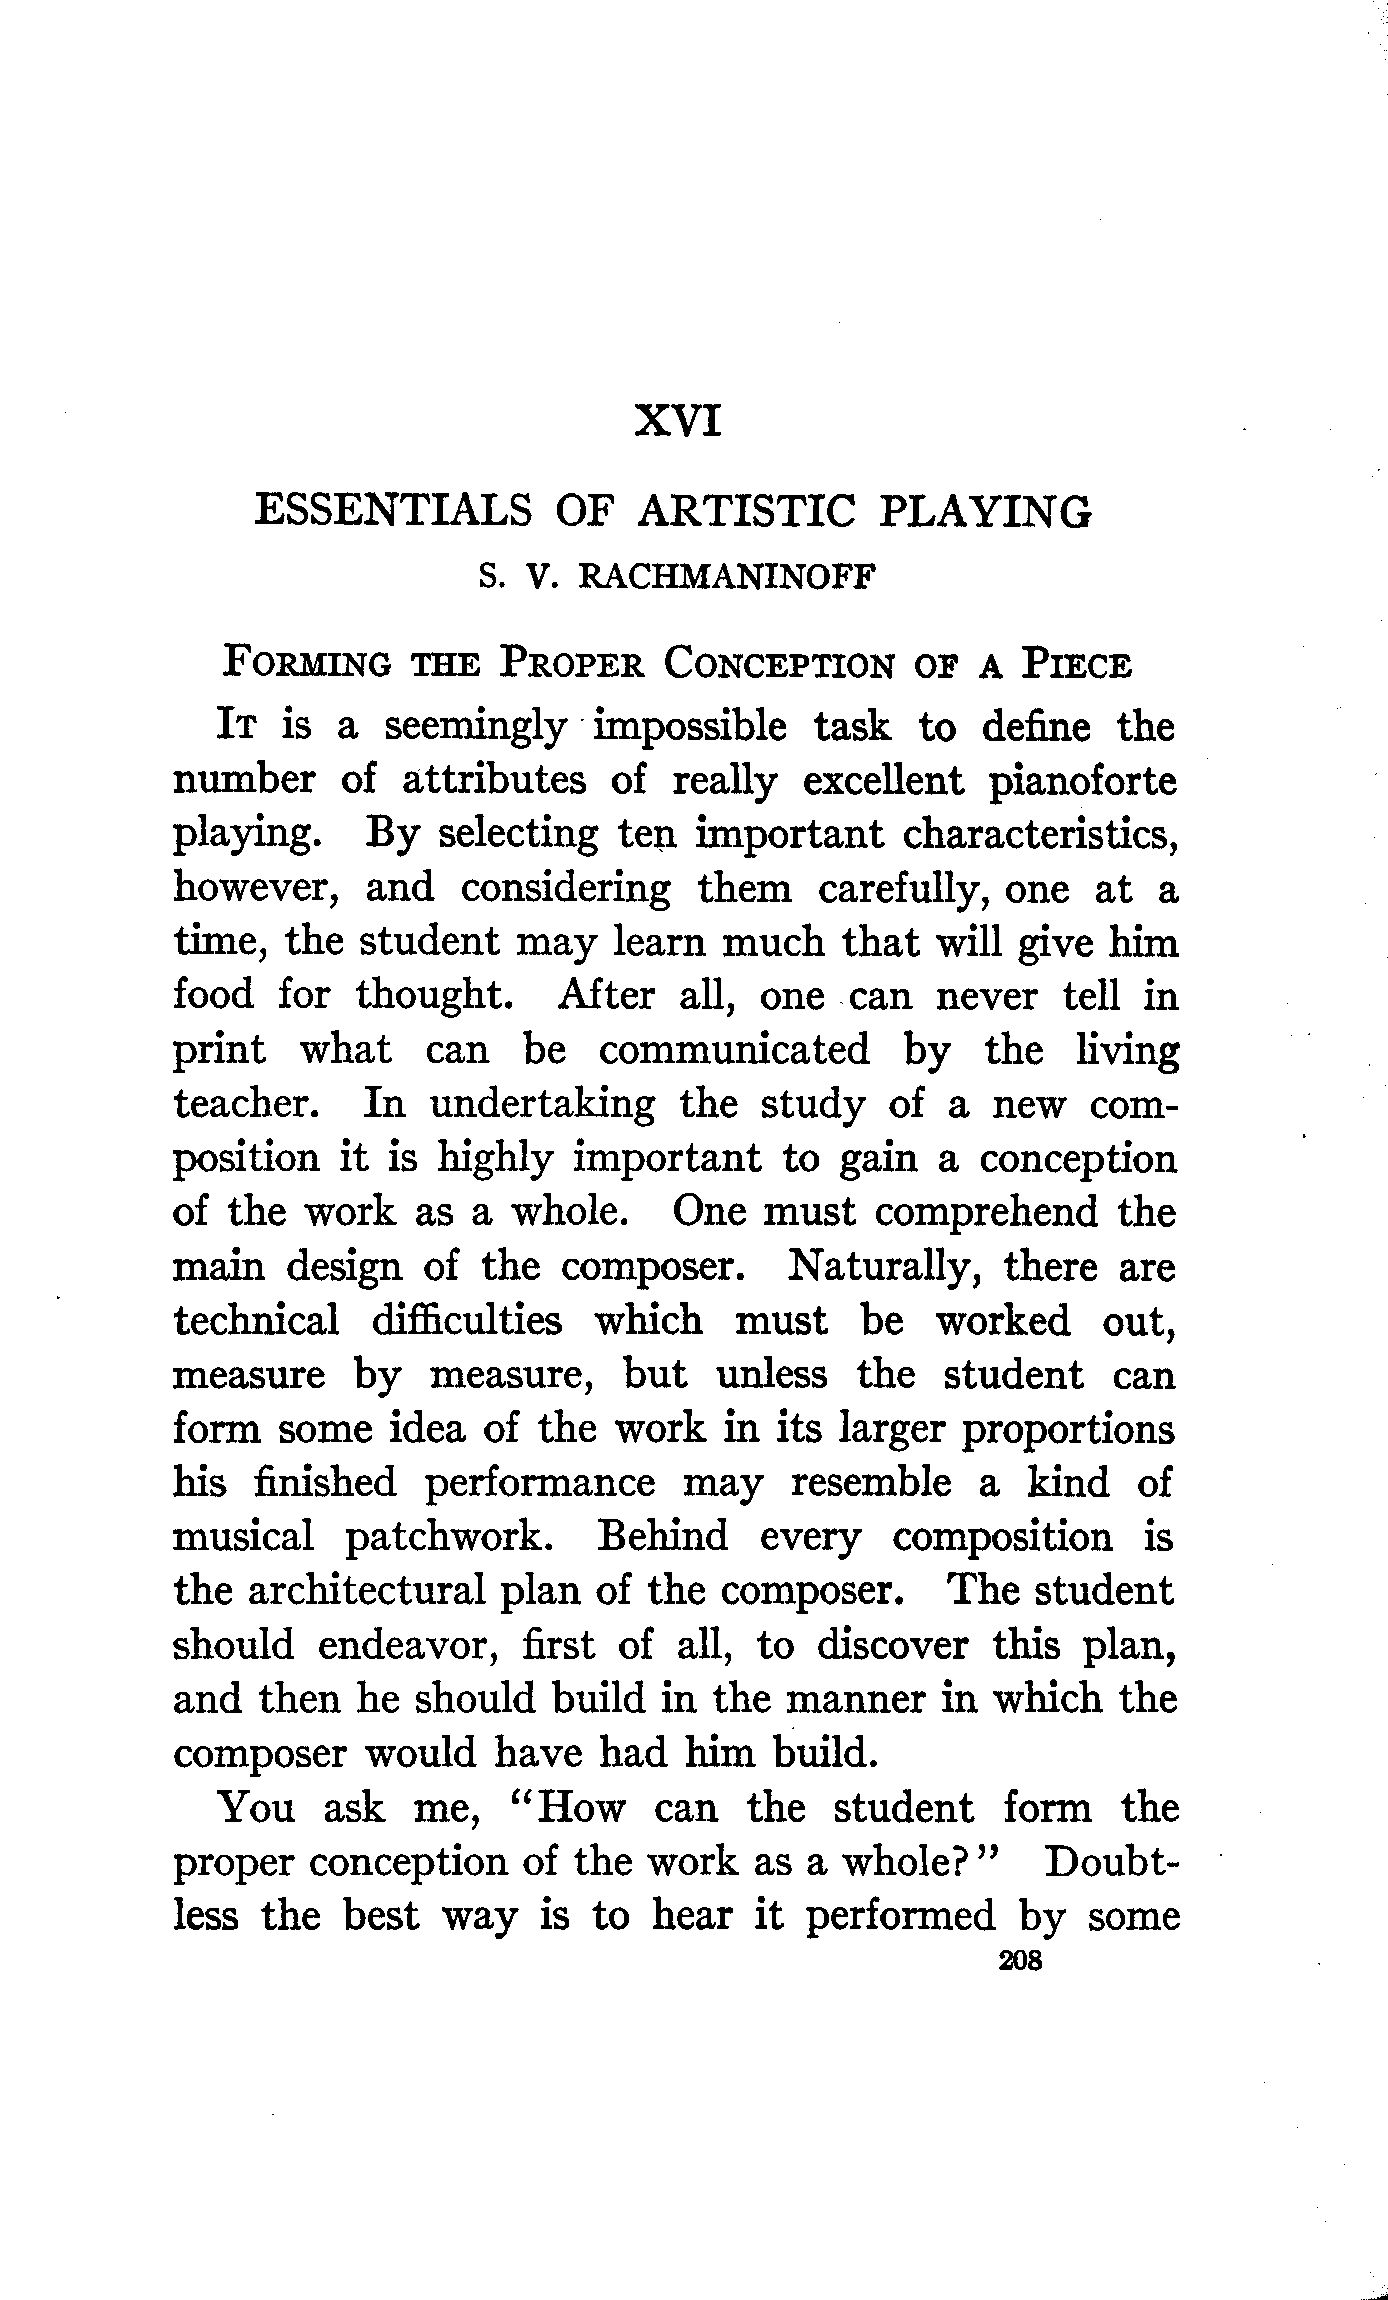 XVI
ESSENTIALS OF ARTISTIC PLAYING
S. V. RACHMANINOFF
FORMING THE PROPER CONCEPTION OF A PIECE
IT is a seemingly impossible task to define the
number of attributes of really excellent pianoforte
playing. By selecting ten important characteristics,
however, and considering them carefully, one at a
time, the student may learn much that will give him
food for thought. After all, one can never tell in
print what can be communicated by the living
teacher. In undertaking the study of a new com-
position it is highly important to gain a conception
of the work as a whole. One must comprehend the
main design of the composer. Naturally, there are
technical difficulties which must be worked out,
measure by measure, but unless the student can
form some idea of the work in its larger proportions
his finished performance may resemble a kind of
musical patchwork. Behind every composition is
the architectural plan of the composer. The student
should endeavor, first of all, to discover this plan,
and then he should build in the manner in which the
composer would have had him build.
You ask me, “How can the student form the
proper conception of the work as a whole?” Doubt-
less the best way is to hear it performed by some
208